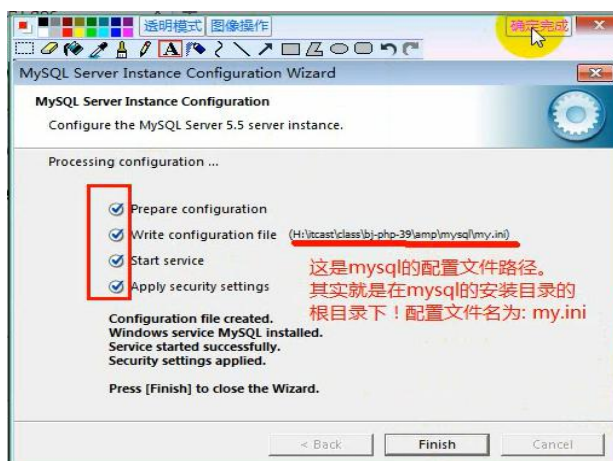 透明模式 图像操作 确定完成
A
MySQL Server Instance Configuration Wizard
MySQL Server Instance Configuration
Configure the MySQL Server 5.5 server instance.
Processing configuration ...
Prepare configuration
Write configuration file (H:\itcast\class\bj-php-39\amp\mysql\my.ini)
Start service
Apply security settings
这是mysql的配置文件路径。
其实就是在mysql的安装目录的
根目录下！配置文件名为: my.ini
Configuration file created.
Windows service MySQL installed.
Service started successfully.
Security settings applied.
Press [Finish] to close the Wizard.
< Back Finish Cancel